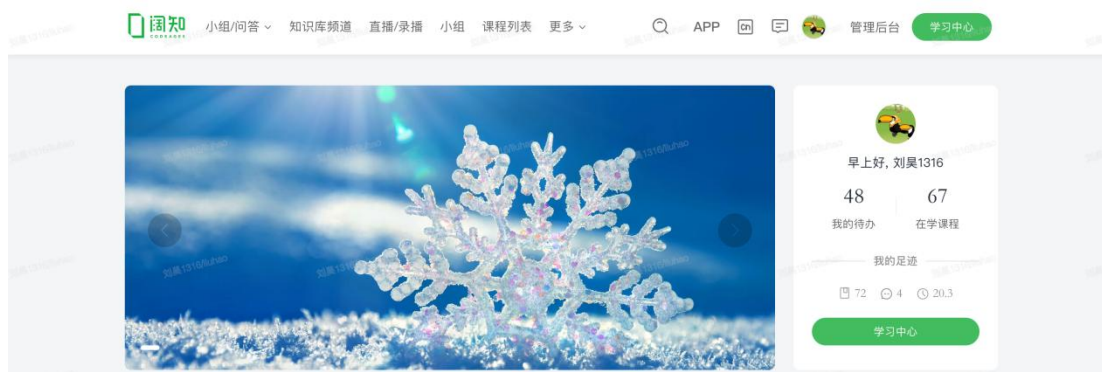 阔知 小组/问答 知识库频道 直播/录播 小组 课程列表 更多 APP cn 管理后台 学习中心
CODEAGES
早上好, 刘昊1316
48 67
我的待办 在学课程
我的足迹
72 4 20.3
学习中心